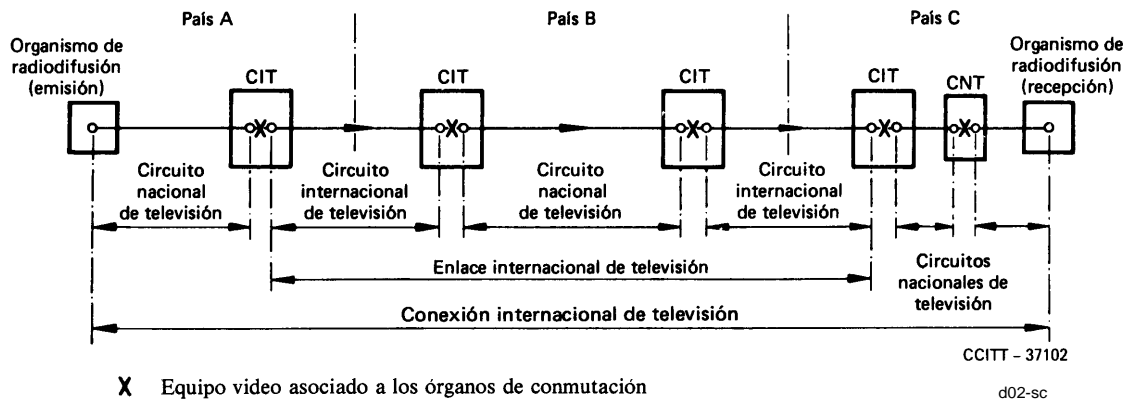 País A
País B
País C
Organismo de
radiodifusión
(emisión)
CIT
CIT
CIT
CIT
CNT
Organismo de
radiodifusión
(recepción)
Circuito
nacional
de televisión
Circuito
internacional
de televisión
Circuito
nacional
de televisión
Circuito
internacional
de televisión
Enlace internacional de televisión
Circuitos
nacionales de
televisión
Conexión internacional de televisión
CCITT – 37102
X Equipo video asociado a los órganos de conmutación
d02-sc